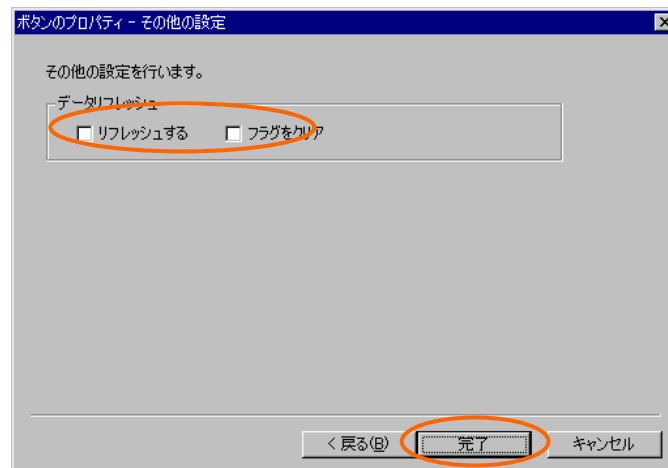 ボタンのプロパティ - その他の設定
その他の設定を行います。
データリフレッシュ
リフレッシュする フラグをクリア
< 戻る(B) 完了 キャンセル